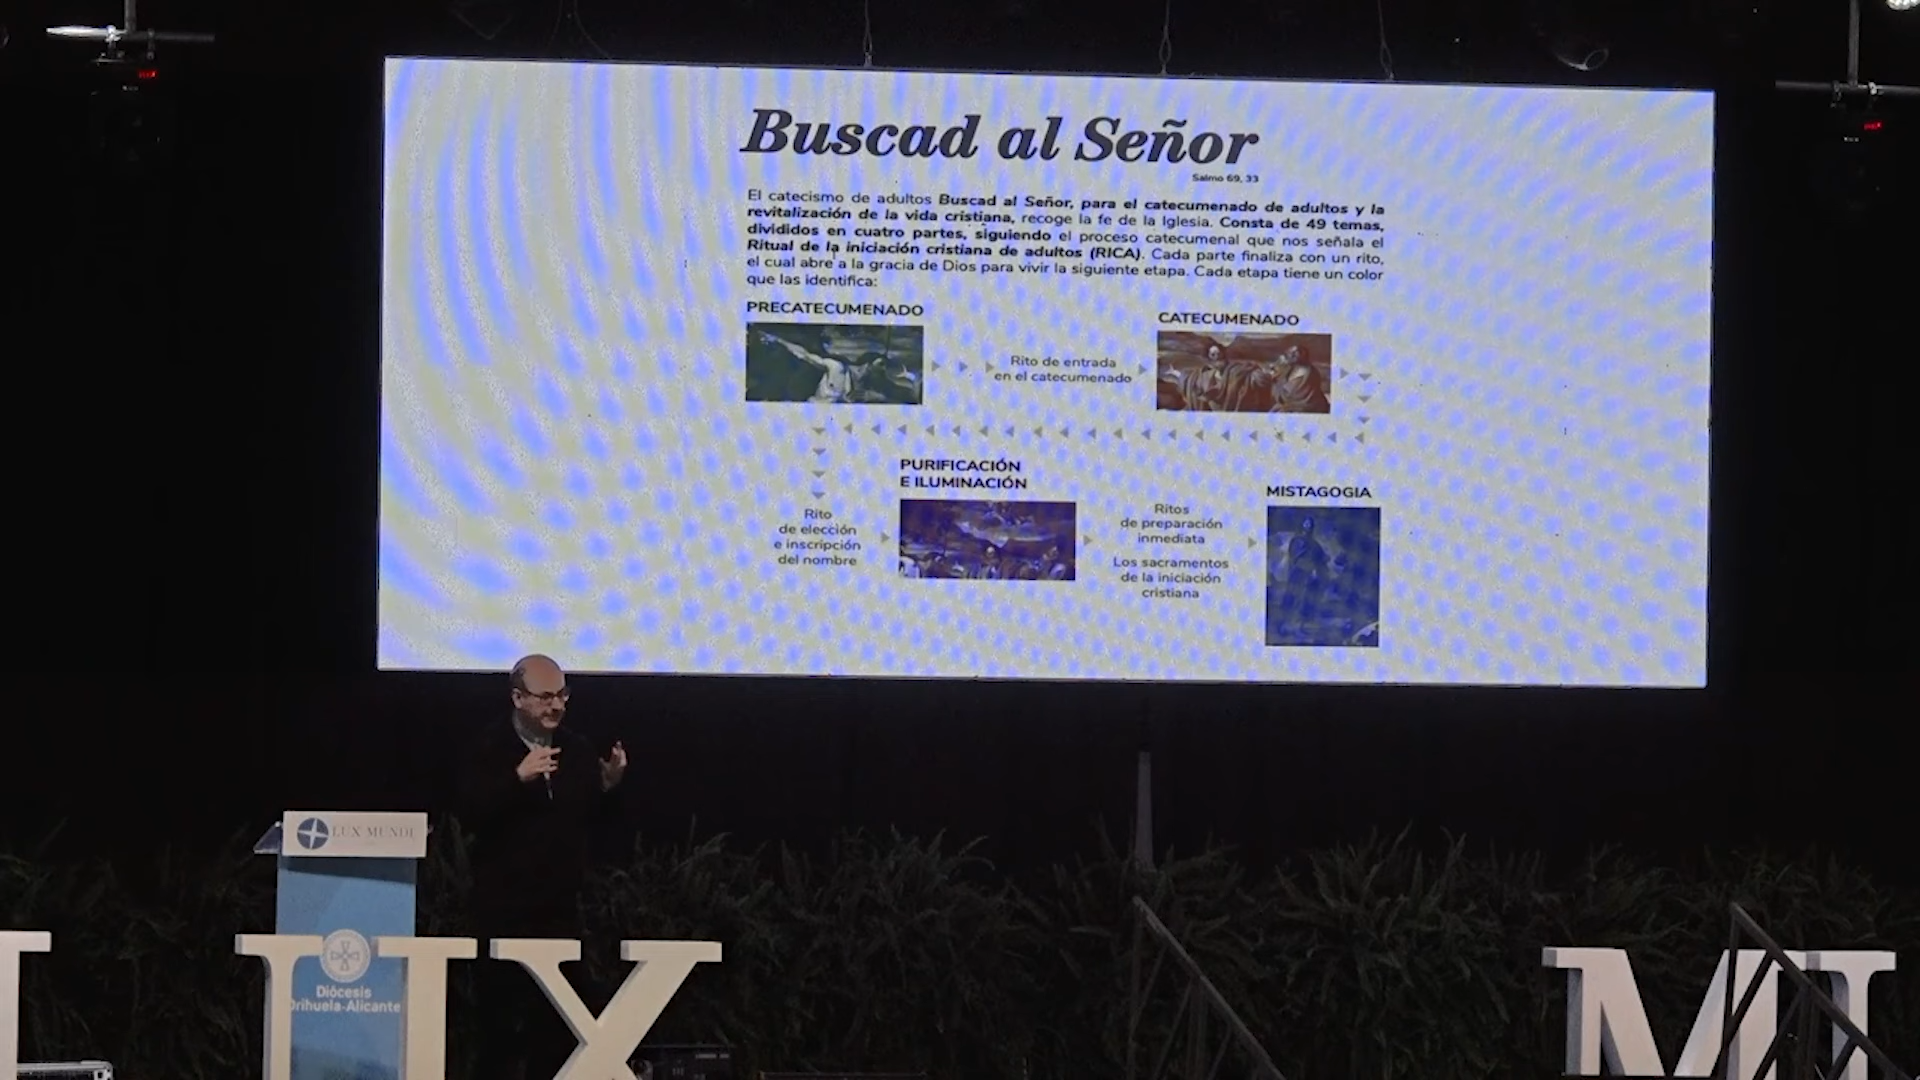 Buscad al Señor
Salmo 69, 33
El catecismo de adultos Buscad al Señor, para el catecumenado de adultos y la
revitalización de la vida cristiana, recoge la fe de la Iglesia. Consta de 49 temas,
divididos en cuatro partes, siguiendo el proceso catecumenal que nos señala el
Ritual de la iniciación cristiana de adultos (RICA). Cada parte finaliza con un rito,
el cual abre a la gracia de Dios para vivir la siguiente etapa. Cada etapa tiene un color
que las identifica:
PRECATECUMENADO
Rito de entrada
en el catecumenado
CATECUMENADO
Rito
de elección
e inscripción
del nombre
PURIFICACIÓN
E ILUMINACIÓN
Ritos
de preparación
inmediata
Los sacramentos
de la iniciación
cristiana
MISTAGOGIA
LUX MUNDI
Diócesis
Orihuela-Alicante
LUX MU